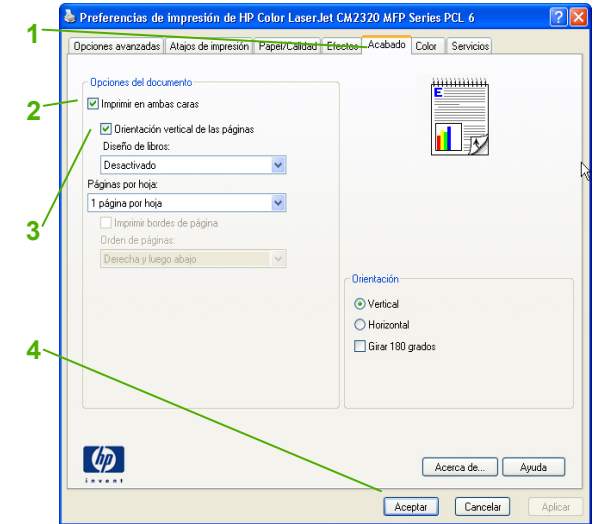 Preferencias de impresión de HP Color LaserJet CM2320 MFP Series PCL 6
1
Opciones avanzadas Atajos de impresión Papel/Calidad Efectos Acabado Color Servicios
Opciones del documento
2
Imprimir en ambas caras
E
Orientación vertical de las páginas
Diseño de libros:
Desactivado
Páginas por hoja:
1 página por hoja
3
Imprimir bordes de página
Orden de páginas:
Derecha y luego abajo
Orientación
Vertical
Horizontal
Girar 180 grados
4
hp
invent
Acerca de... Ayuda
Aceptar Cancelar Aplicar